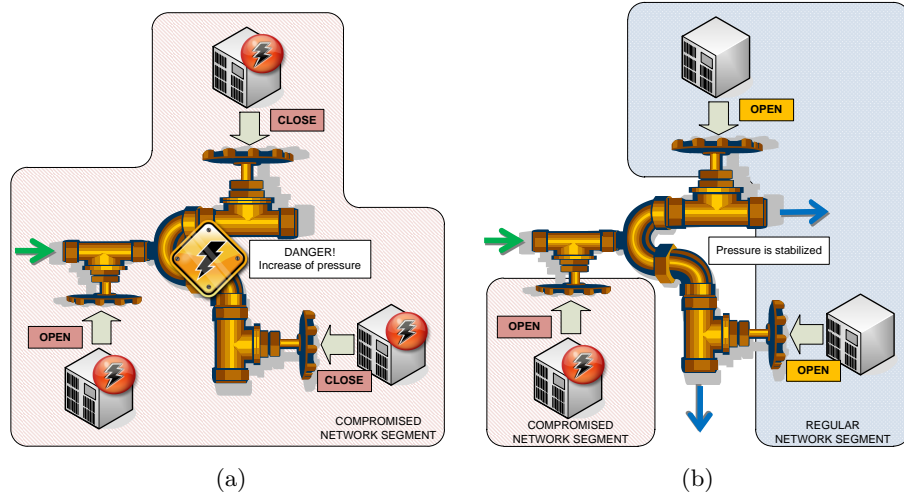 CLOSE
DANGER!
Increase of pressure
OPEN
CLOSE
COMPROMISED
NETWORK SEGMENT
(a)
OPEN
Pressure is stabilized
OPEN
OPEN
COMPROMISED
NETWORK SEGMENT
REGULAR
NETWORK SEGMENT
(b)